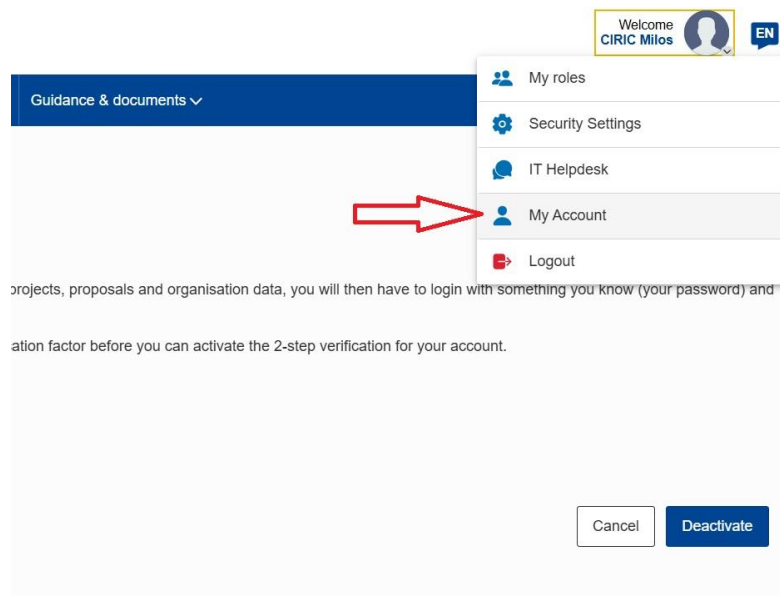 Welcome
CIRIC Milos
EN
My roles
Guidance & documents
Security Settings
IT Helpdesk
My Account
Logout
projects, proposals and organisation data, you will then have to login with something you know (your password) and
ation factor before you can activate the 2-step verification for your account.
Cancel
Deactivate